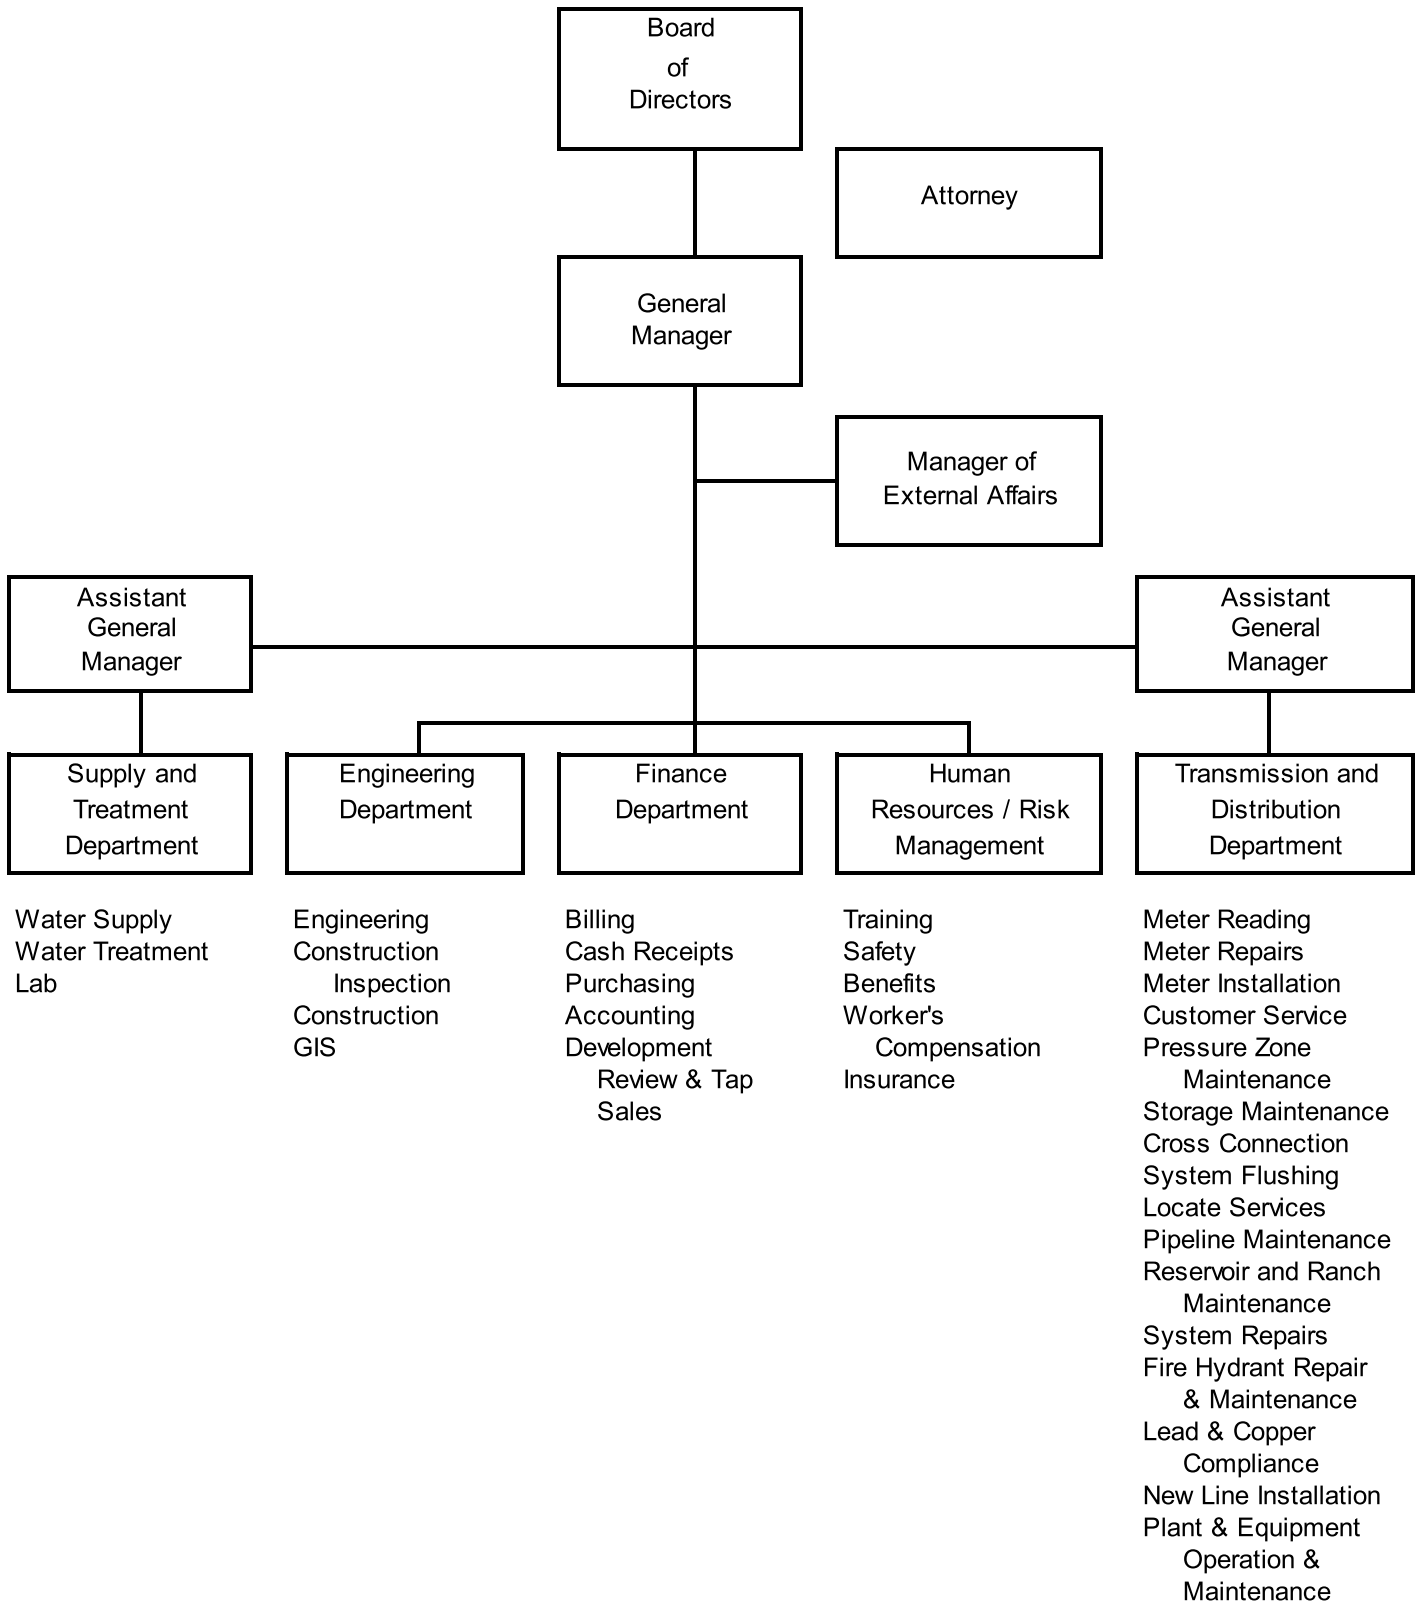 Board
of
Directors
Attorney
General
Manager
Manager of
External Affairs
Assistant
General
Manager
Assistant
General
Manager
Supply and
Treatment
Department
Engineering
Department
Finance
Department
Human
Resources / Risk
Management
Transmission and
Distribution
Department
Water Supply
Water Treatment
Lab
Engineering
Construction
Inspection
Construction
GIS
Billing
Cash Receipts
Purchasing
Accounting
Development
Review & Tap
Sales
Training
Safety
Benefits
Worker's
Compensation
Insurance
Meter Reading
Meter Repairs
Meter Installation
Customer Service
Pressure Zone
Maintenance
Storage Maintenance
Cross Connection
System Flushing
Locate Services
Pipeline Maintenance
Reservoir and Ranch
Maintenance
System Repairs
Fire Hydrant Repair
& Maintenance
Lead & Copper
Compliance
New Line Installation
Plant & Equipment
Operation &
Maintenance